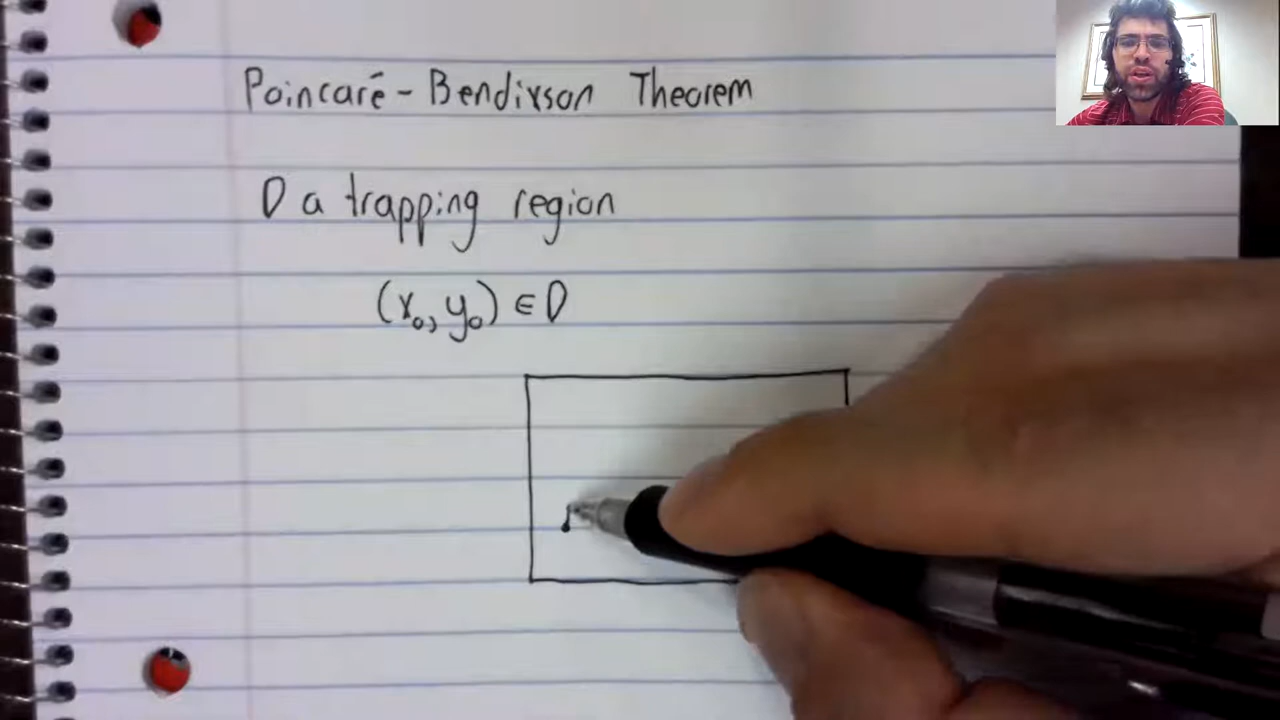 Poincaré - Bendixson Theorem
D a trapping region
(x₀, y₀) ∈ D